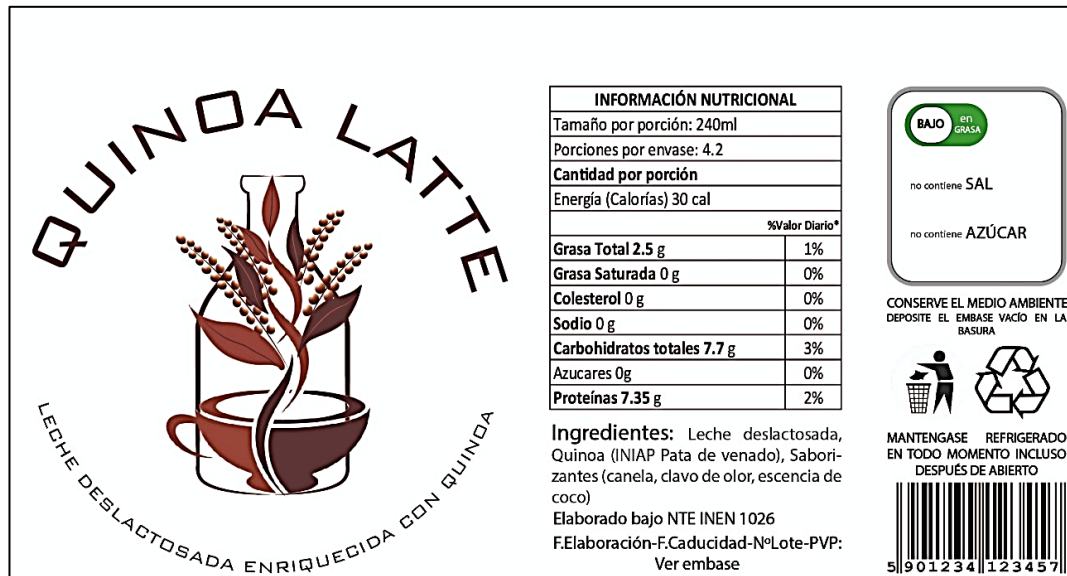 QUINOA LATTE
LECHE DESLACTOSADA ENRIQUECIDA CON QUINOA
INFORMACIÓN NUTRICIONAL
Tamaño por porción: 240ml
Porciones por envase: 4.2
Cantidad por porción
Energía (Calorías) 30 cal
%Valor Diario*
Grasa Total 2.5 g 1%
Grasa Saturada 0 g 0%
Colesterol 0 g 0%
Sodio 0 g 0%
Carbohidratos totales 7.7 g 3%
Azucares 0g 0%
Proteínas 7.35 g 2%
Ingredientes: Leche deslactosada,
Quinoa (INIAP Pata de venado), Sabori-
zantes (canela, clavo de olor, escencia de
coco)
Elaborado bajo NTE INEN 1026
F.Elaboración-F.Caducidad-NºLote-PVP:
Ver embase
BAJO en
GRASA
no contiene SAL
no contiene AZÚCAR
CONSERVE EL MEDIO AMBIENTE
DEPOSITE EL EMBASE VACÍO EN LA
BASURA
MANTENGASE REFRIGERADO
EN TODO MOMENTO INCLUSO
DESPUÉS DE ABIERTO
5 901234 123457